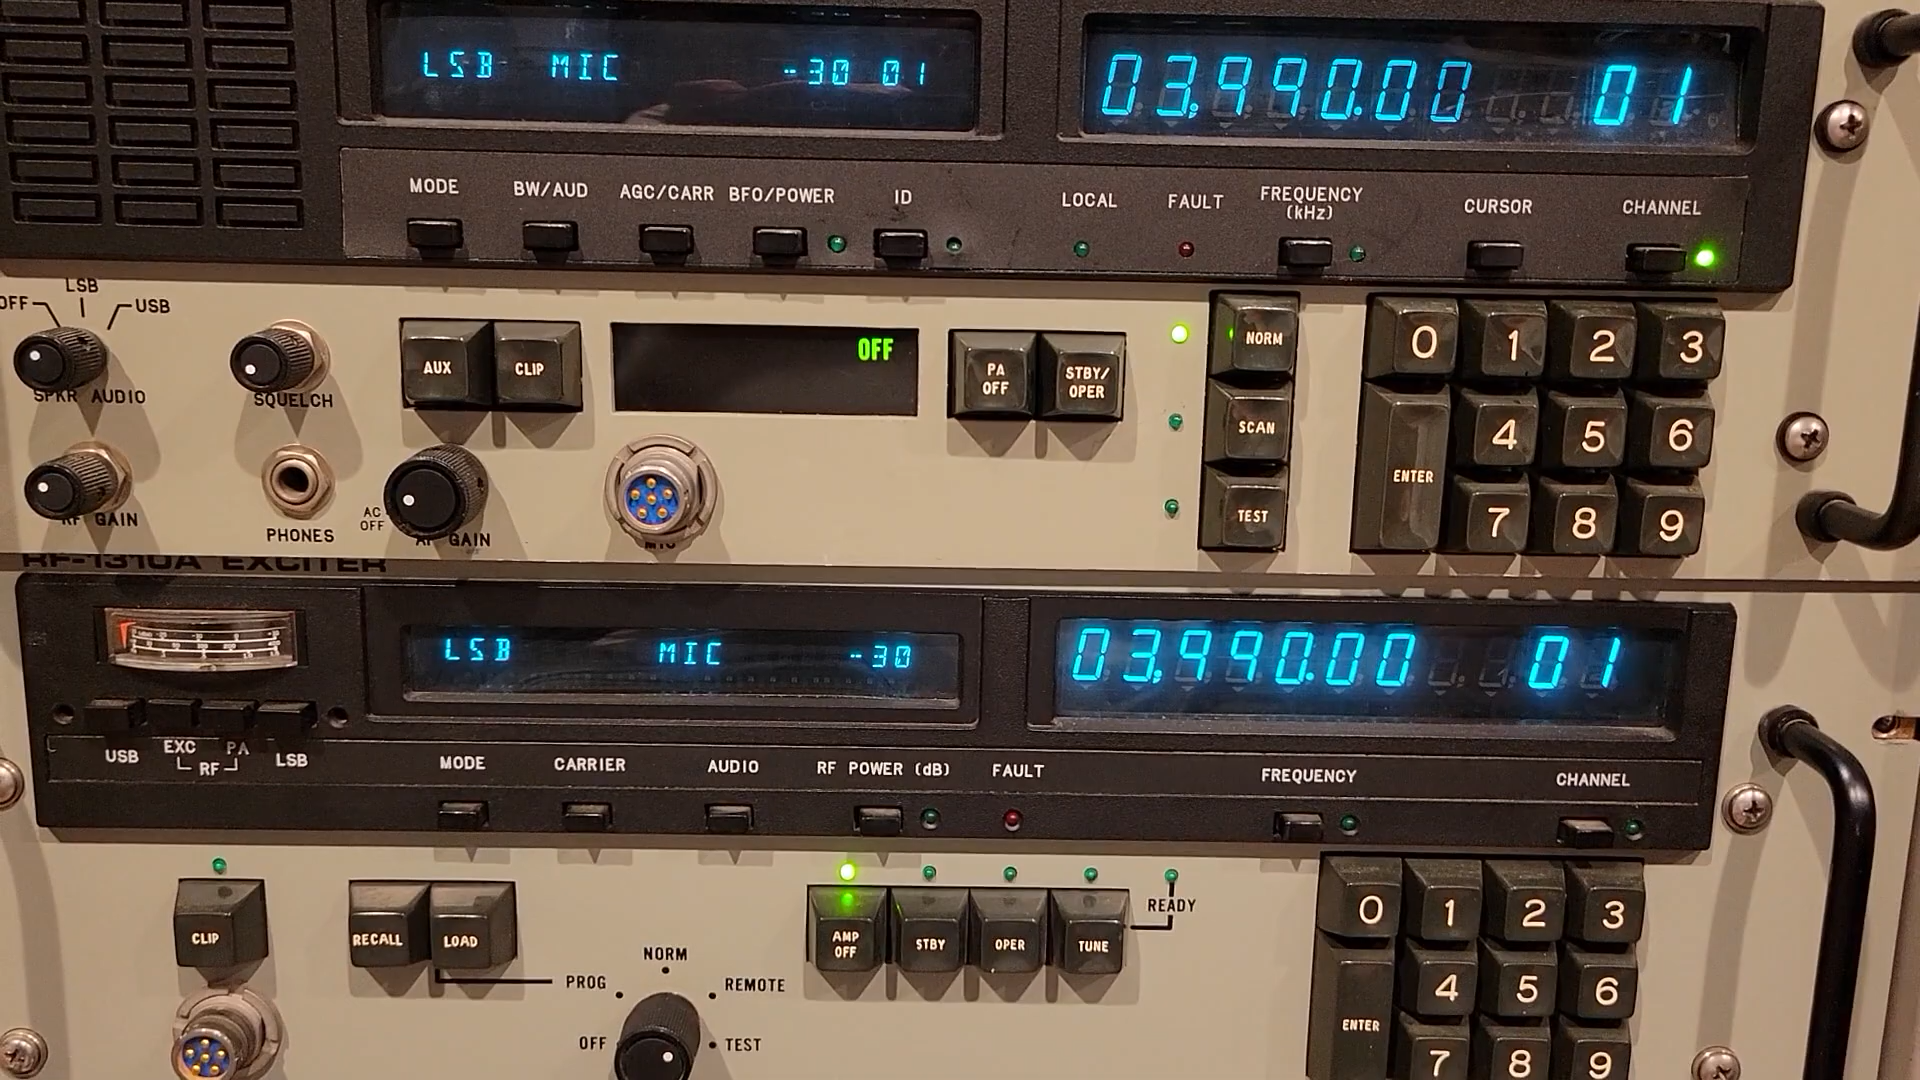 LSB MIC -30 01
03,990.00 01
MODE BW/AUD AGC/CARR BFO/POWER ID LOCAL FAULT FREQUENCY (kHz) CURSOR CHANNEL
OFF LSB USB
SPKR AUDIO
SQUELCH
AUX CLIP
OFF
PA OFF
STBY/ OPER
NORM
SCAN
TEST
0 1 2 3
4 5 6
ENTER
7 8 9
RF GAIN
PHONES
AC OFF
AF GAIN
MIC
RF-1310A EXCITER
LSB MIC -30
03,990.00 01
USB EXC PA LSB
RF
MODE CARRIER AUDIO RF POWER (dB) FAULT FREQUENCY CHANNEL
CLIP
RECALL LOAD
AMP OFF
STBY OPER TUNE
READY
PROG NORM REMOTE
OFF TEST
0 1 2 3
4 5 6
ENTER
7 8 9